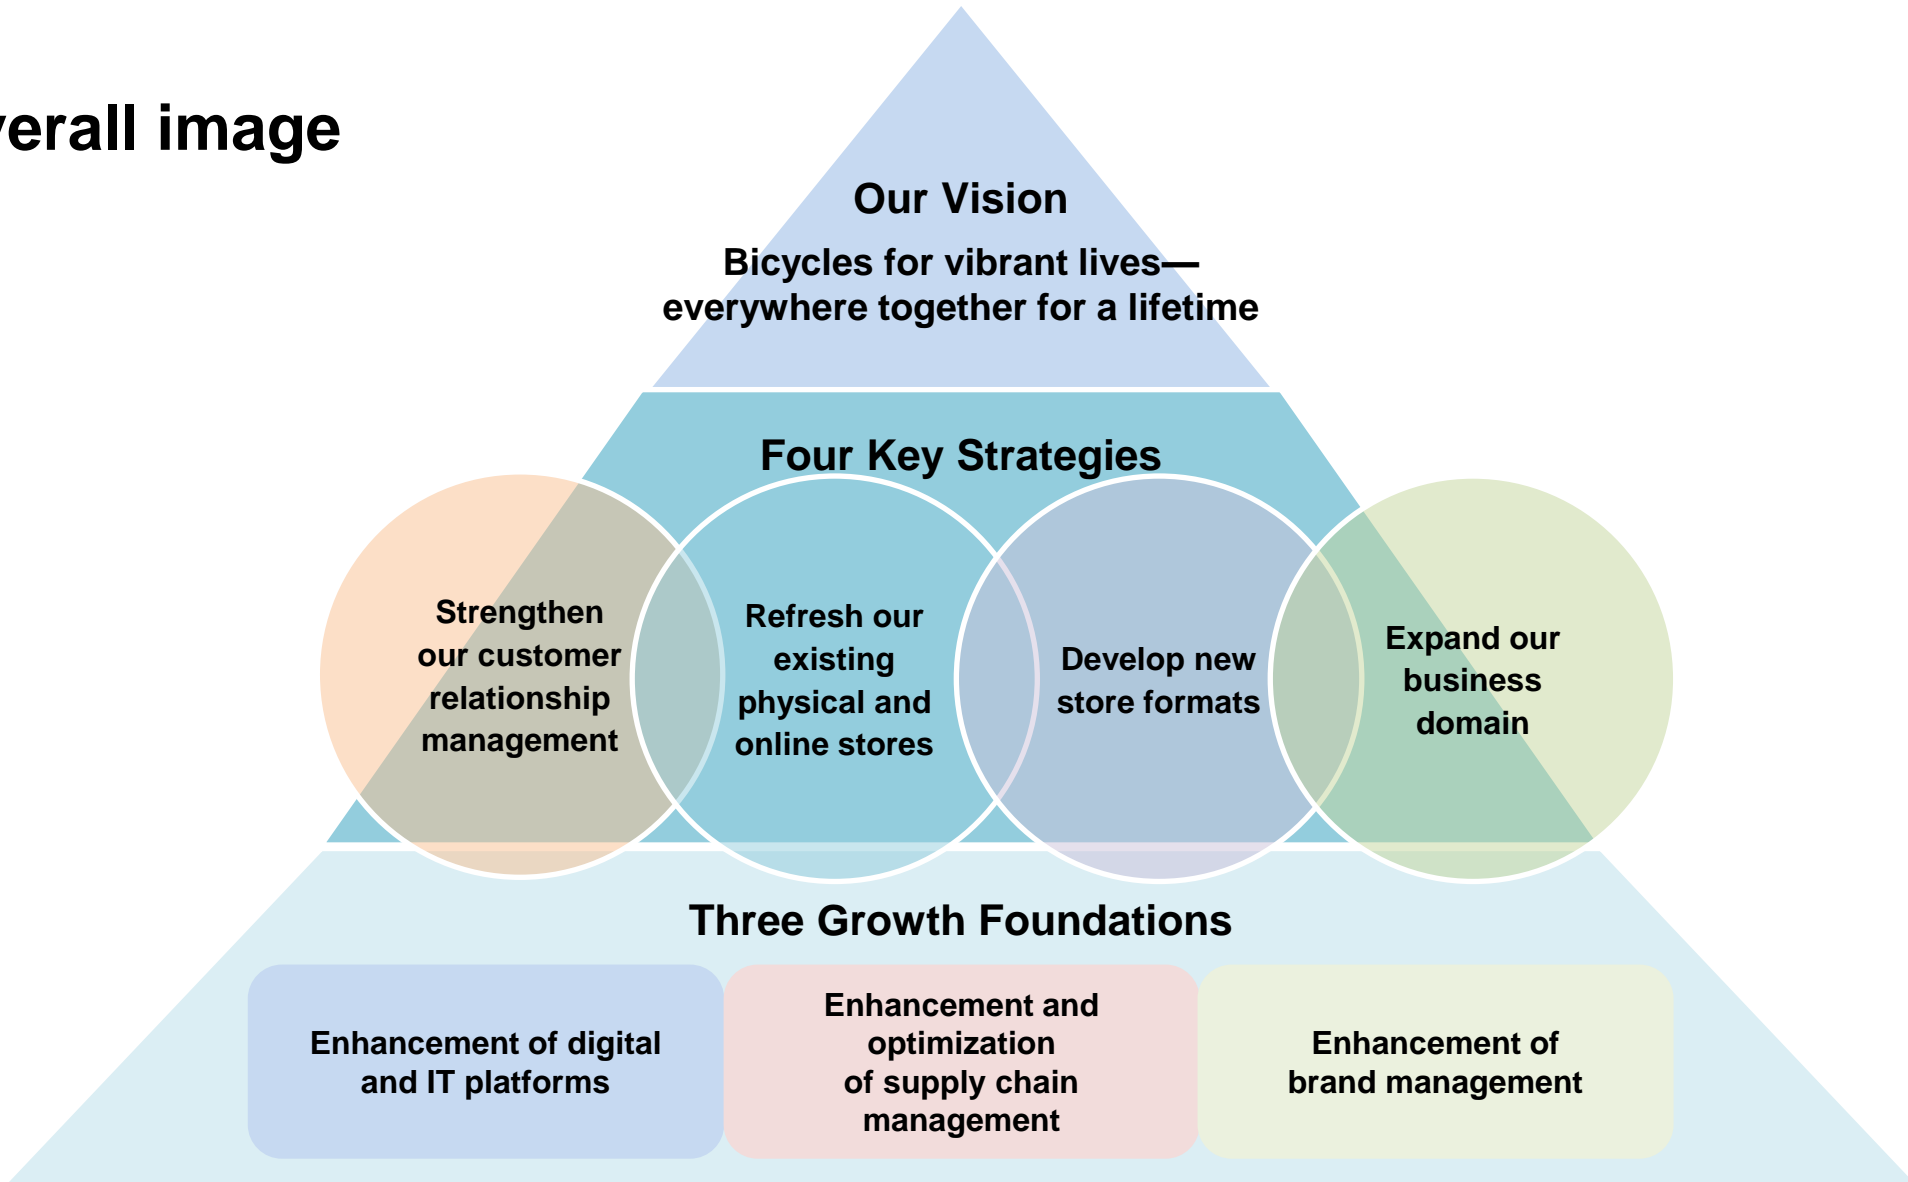 verall image
Our Vision
Bicycles for vibrant lives—
everywhere together for a lifetime
Four Key Strategies
Strengthen
our customer
relationship
management
Refresh our
existing
physical and
online stores
Develop new
store formats
Expand our
business
domain
Three Growth Foundations
Enhancement of digital
and IT platforms
Enhancement and
optimization
of supply chain
management
Enhancement of
brand management